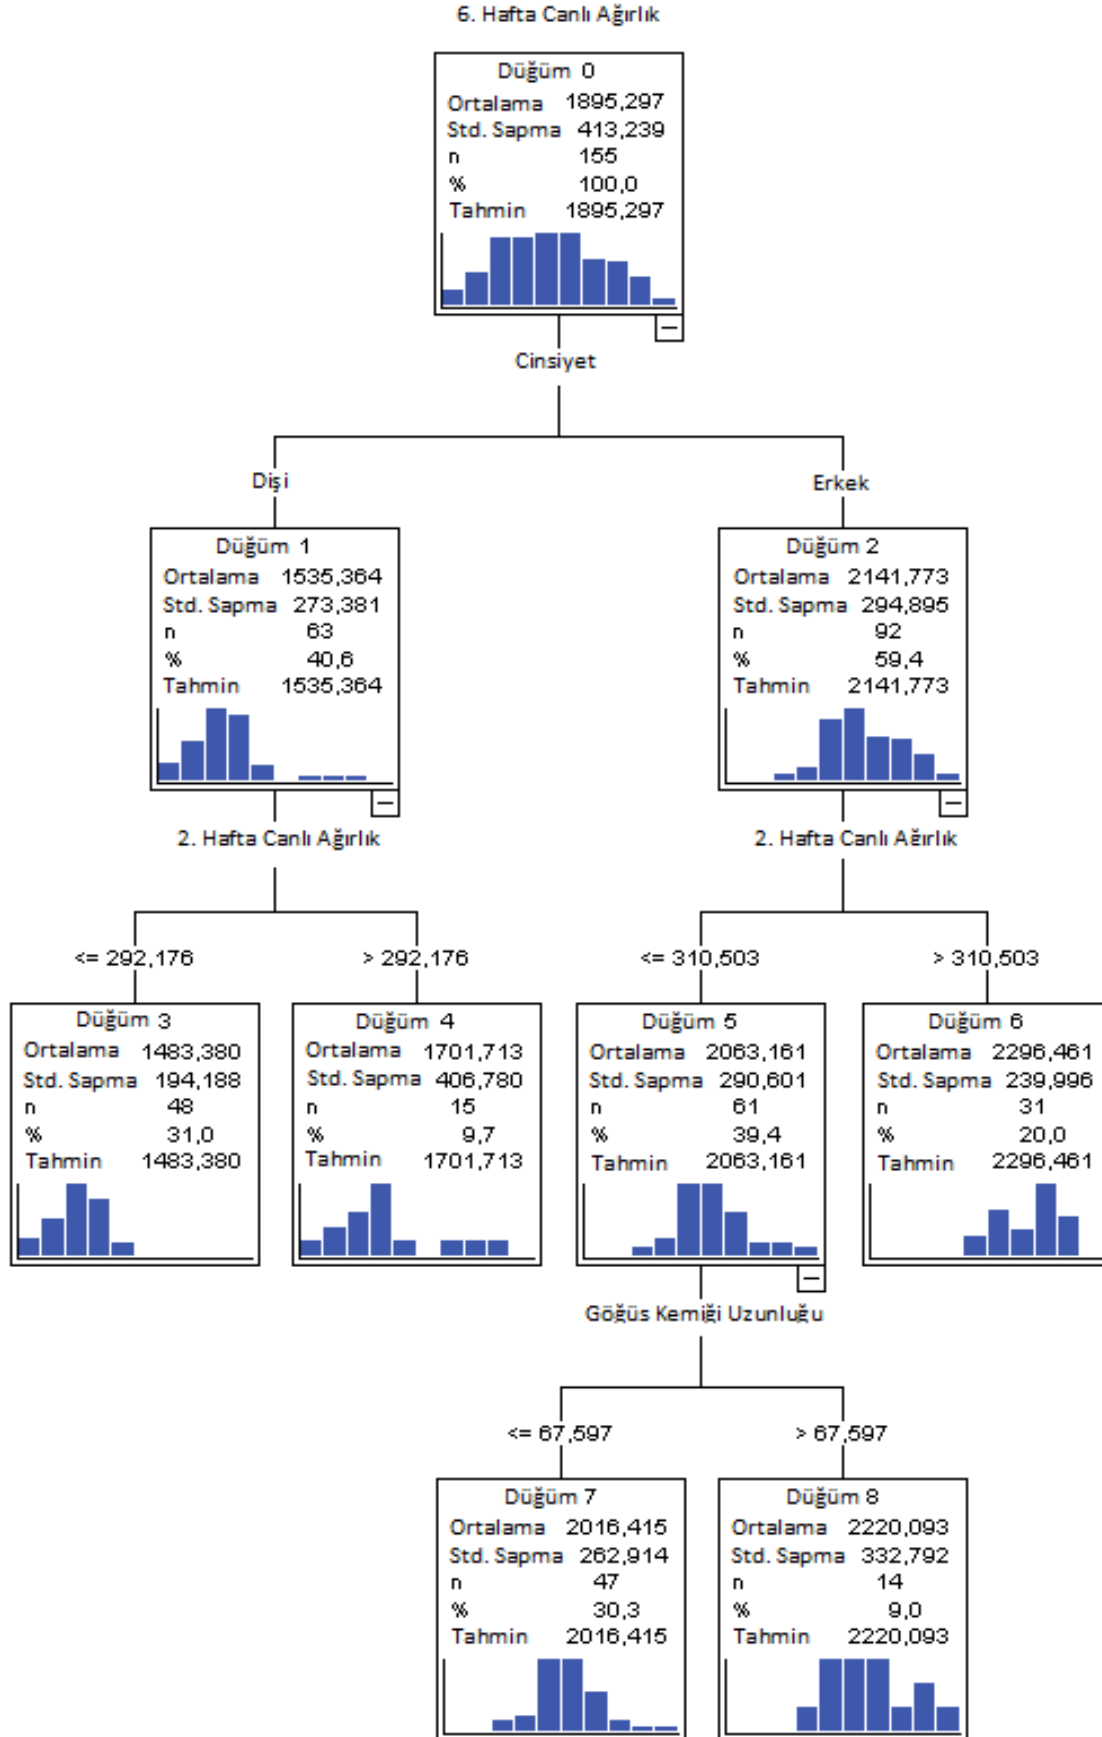 6. Hafta Canlı Ağırlık
Düğüm 0
Ortalama 1895,297
Std. Sapma 413,239
n 155
% 100,0
Tahmin 1895,297
Cinsiyet
Dişi
Erkek
Düğüm 1
Ortalama 1535,364
Std. Sapma 273,381
n 63
% 40,6
Tahmin 1535,364
Düğüm 2
Ortalama 2141,773
Std. Sapma 294,895
n 92
% 59,4
Tahmin 2141,773
2. Hafta Canlı Ağırlık
2. Hafta Canlı Ağırlık
<= 292,176
> 292,176
<= 310,503
> 310,503
Düğüm 3
Ortalama 1483,380
Std. Sapma 194,188
n 48
% 31,0
Tahmin 1483,380
Düğüm 4
Ortalama 1701,713
Std. Sapma 406,780
n 15
% 9,7
Tahmin 1701,713
Düğüm 5
Ortalama 2063,161
Std. Sapma 290,601
n 61
% 39,4
Tahmin 2063,161
Düğüm 6
Ortalama 2296,461
Std. Sapma 239,996
n 31
% 20,0
Tahmin 2296,461
Göğüs Kemiği Uzunluğu
<= 67,597
> 67,597
Düğüm 7
Ortalama 2016,415
Std. Sapma 262,914
n 47
% 30,3
Tahmin 2016,415
Düğüm 8
Ortalama 2220,093
Std. Sapma 332,792
n 14
% 9,0
Tahmin 2220,093